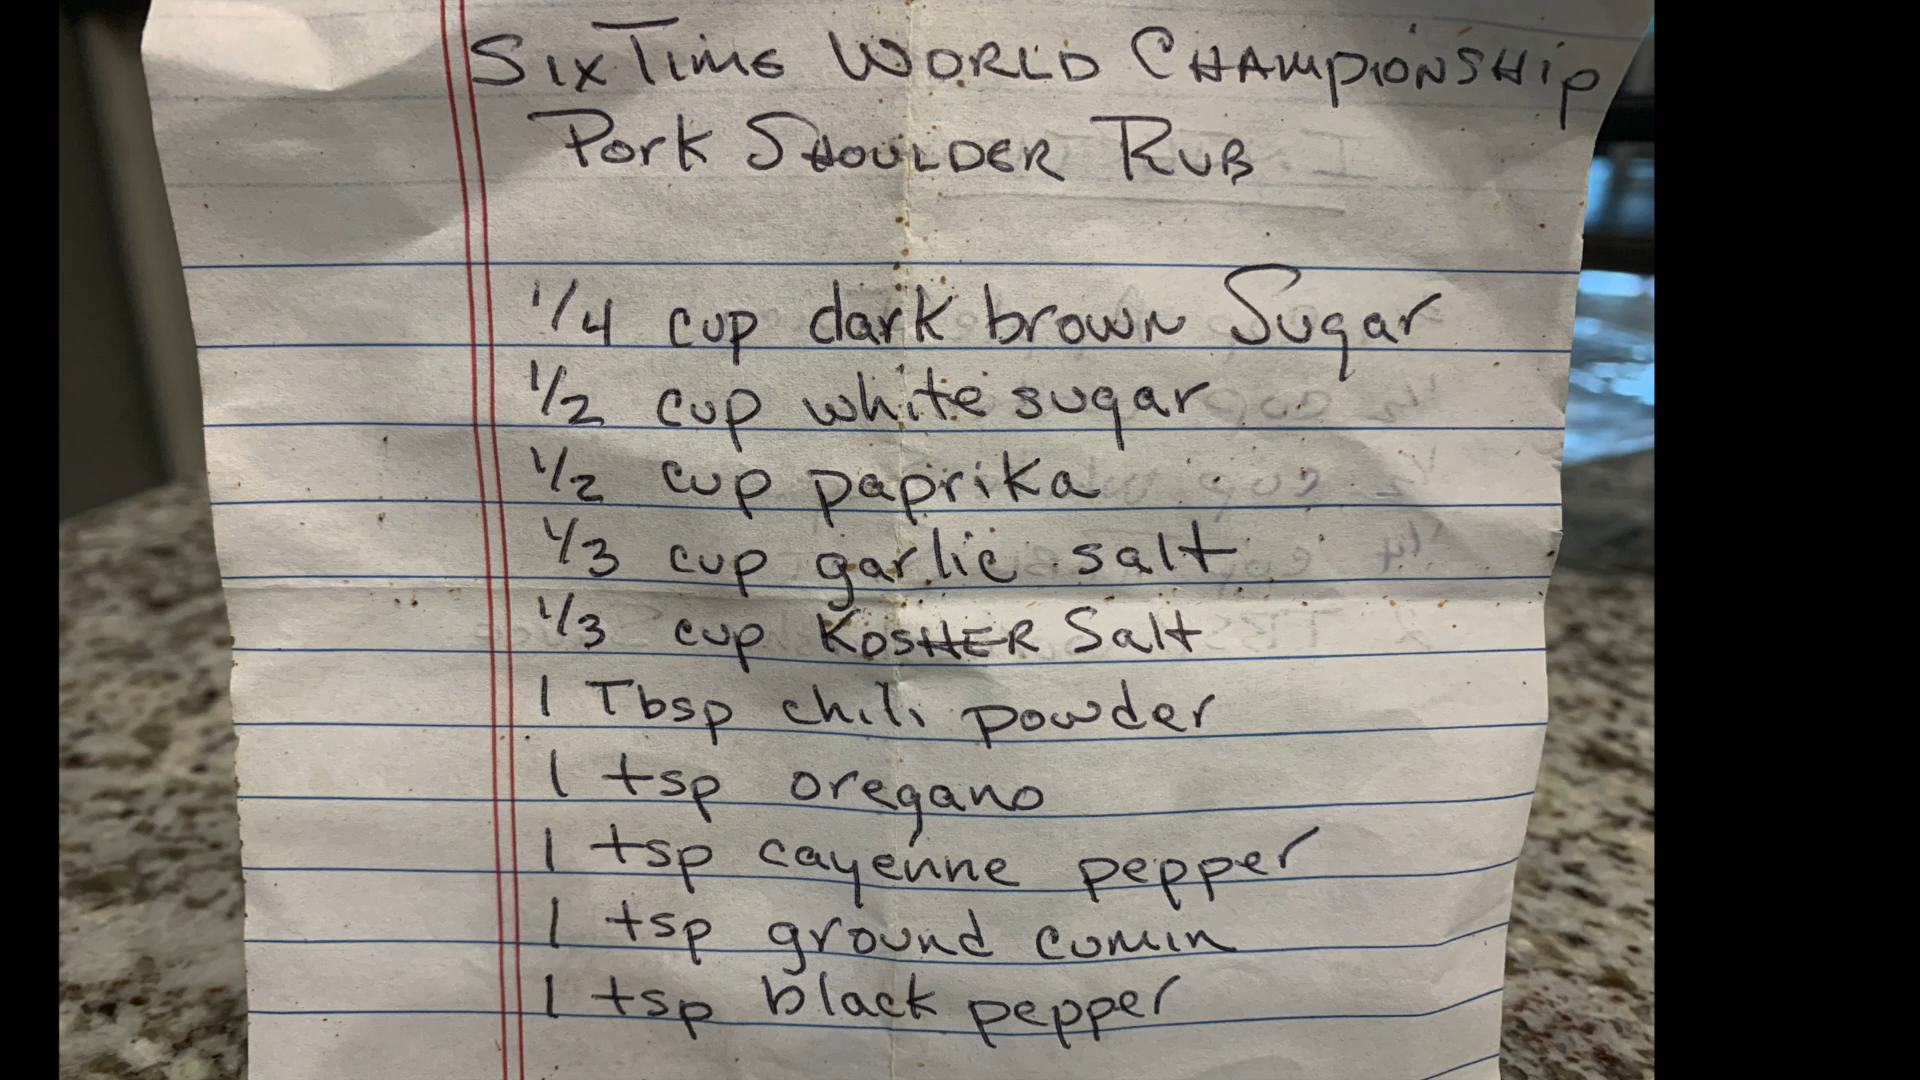 SIX TIME WORLD CHAMPIONSHIP
Pork SHOULDER RUB
1/4 cup dark brown Sugar
1/2 cup white sugar
1/2 cup paprika
1/3 cup garlic salt
1/3 cup KOSHER Salt
1 Tbsp chili powder
1 tsp oregano
1 tsp cayenne pepper
1 tsp ground cumin
1 tsp black pepper